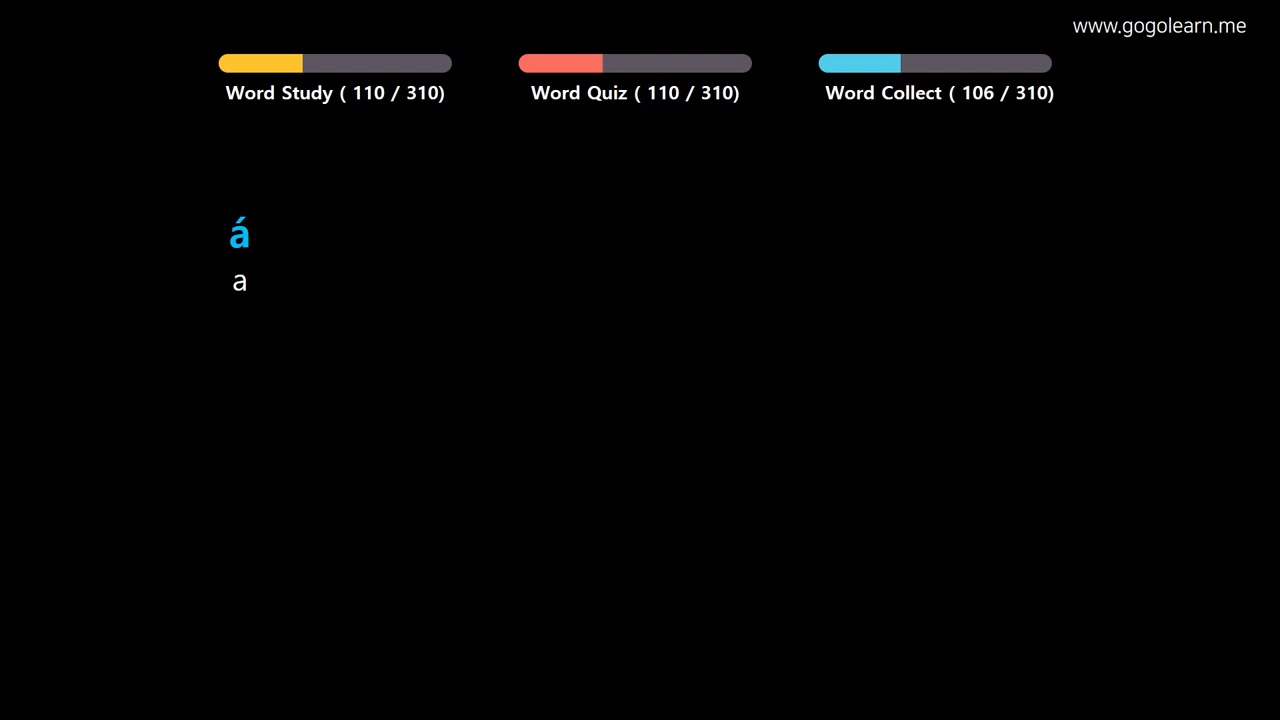 www.gogolearn.me
Word Study ( 110 / 310)
Word Quiz ( 110 / 310)
Word Collect ( 106 / 310)
á
a